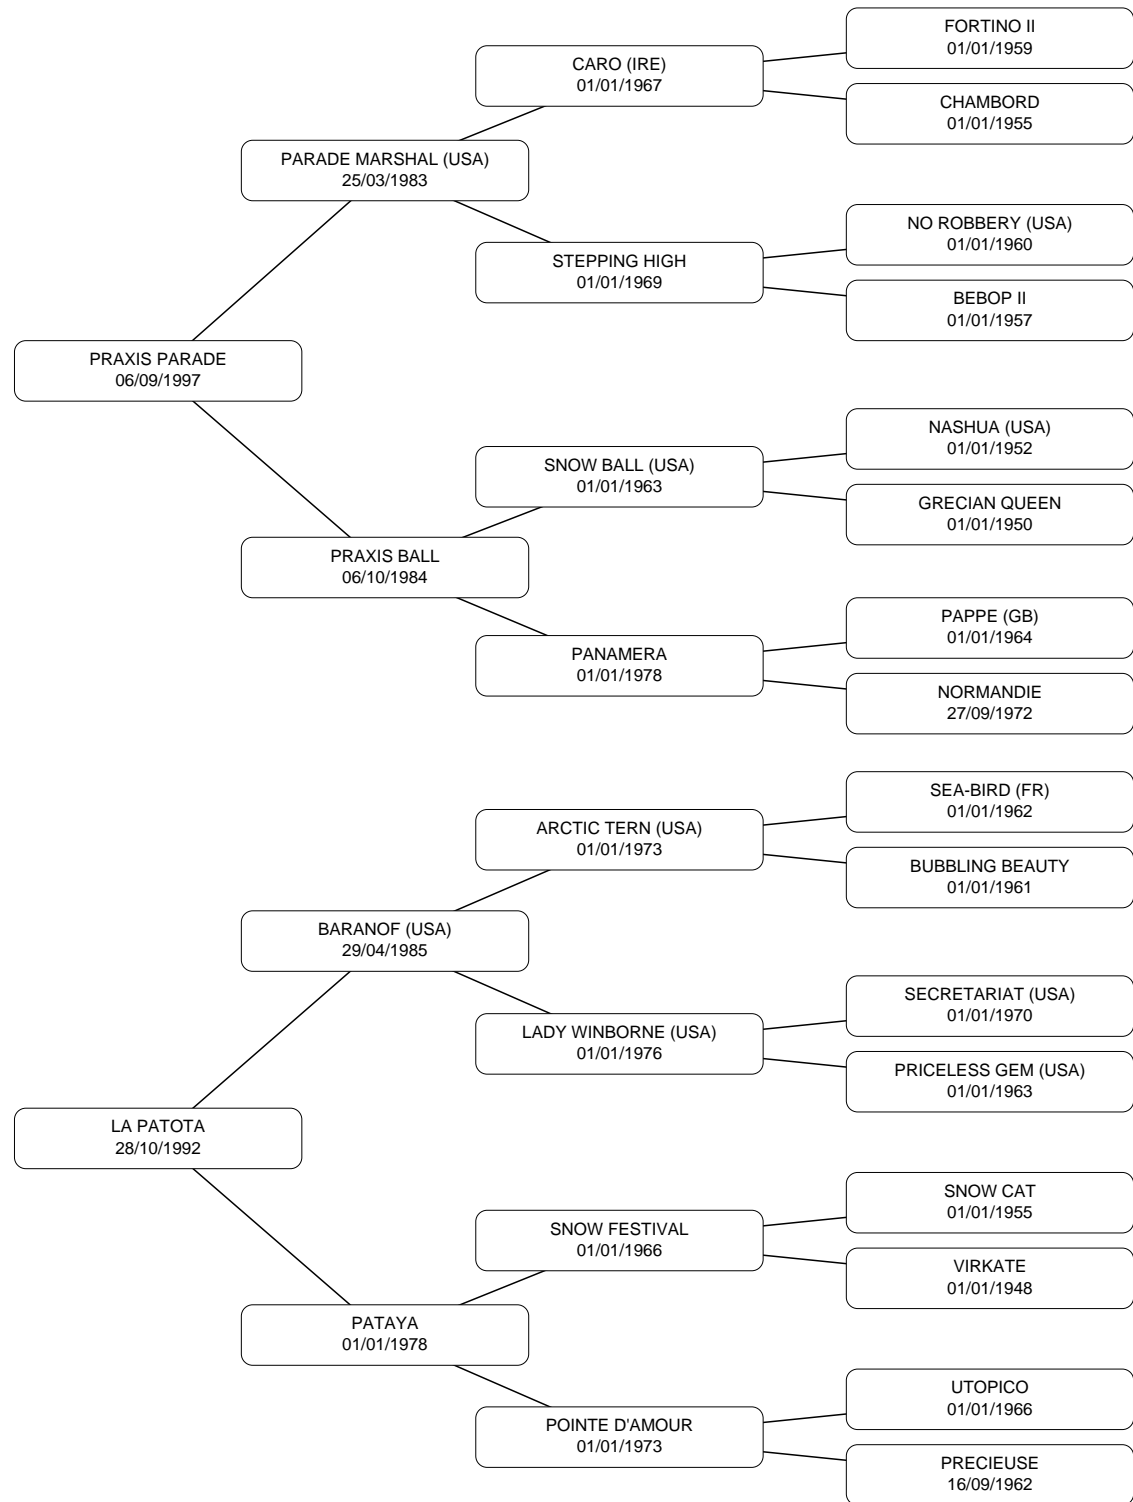 FORTINO II
01/01/1959
CARO (IRE)
01/01/1967
CHAMBORD
01/01/1955
PARADE MARSHAL (USA)
25/03/1983
NO ROBBERY (USA)
01/01/1960
STEPPING HIGH
01/01/1969
BEBOP II
01/01/1957
PRAXIS PARADE
06/09/1997
NASHUA (USA)
01/01/1952
SNOW BALL (USA)
01/01/1963
GRECIAN QUEEN
01/01/1950
PRAXIS BALL
06/10/1984
PAPPE (GB)
01/01/1964
PANAMERA
01/01/1978
NORMANDIE
27/09/1972
SEA-BIRD (FR)
01/01/1962
ARCTIC TERN (USA)
01/01/1973
BUBBLING BEAUTY
01/01/1961
BARANOF (USA)
29/04/1985
SECRETARIAT (USA)
01/01/1970
LADY WINBORNE (USA)
01/01/1976
PRICELESS GEM (USA)
01/01/1963
LA PATOTA
28/10/1992
SNOW CAT
01/01/1955
SNOW FESTIVAL
01/01/1966
VIRKATE
01/01/1948
PATAYA
01/01/1978
UTOPICO
01/01/1966
POINTE D'AMOUR
01/01/1973
PRECIEUSE
16/09/1962